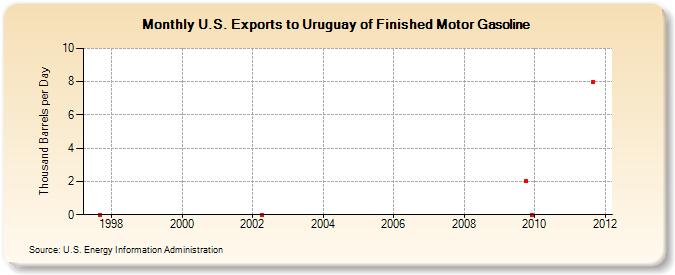 Monthly U.S. Exports to Uruguay of Finished Motor Gasoline
Thousand Barrels per Day
10
8
6
4
2
0
1998 2000 2002 2004 2006 2008 2010 2012
Source: U.S. Energy Information Administration